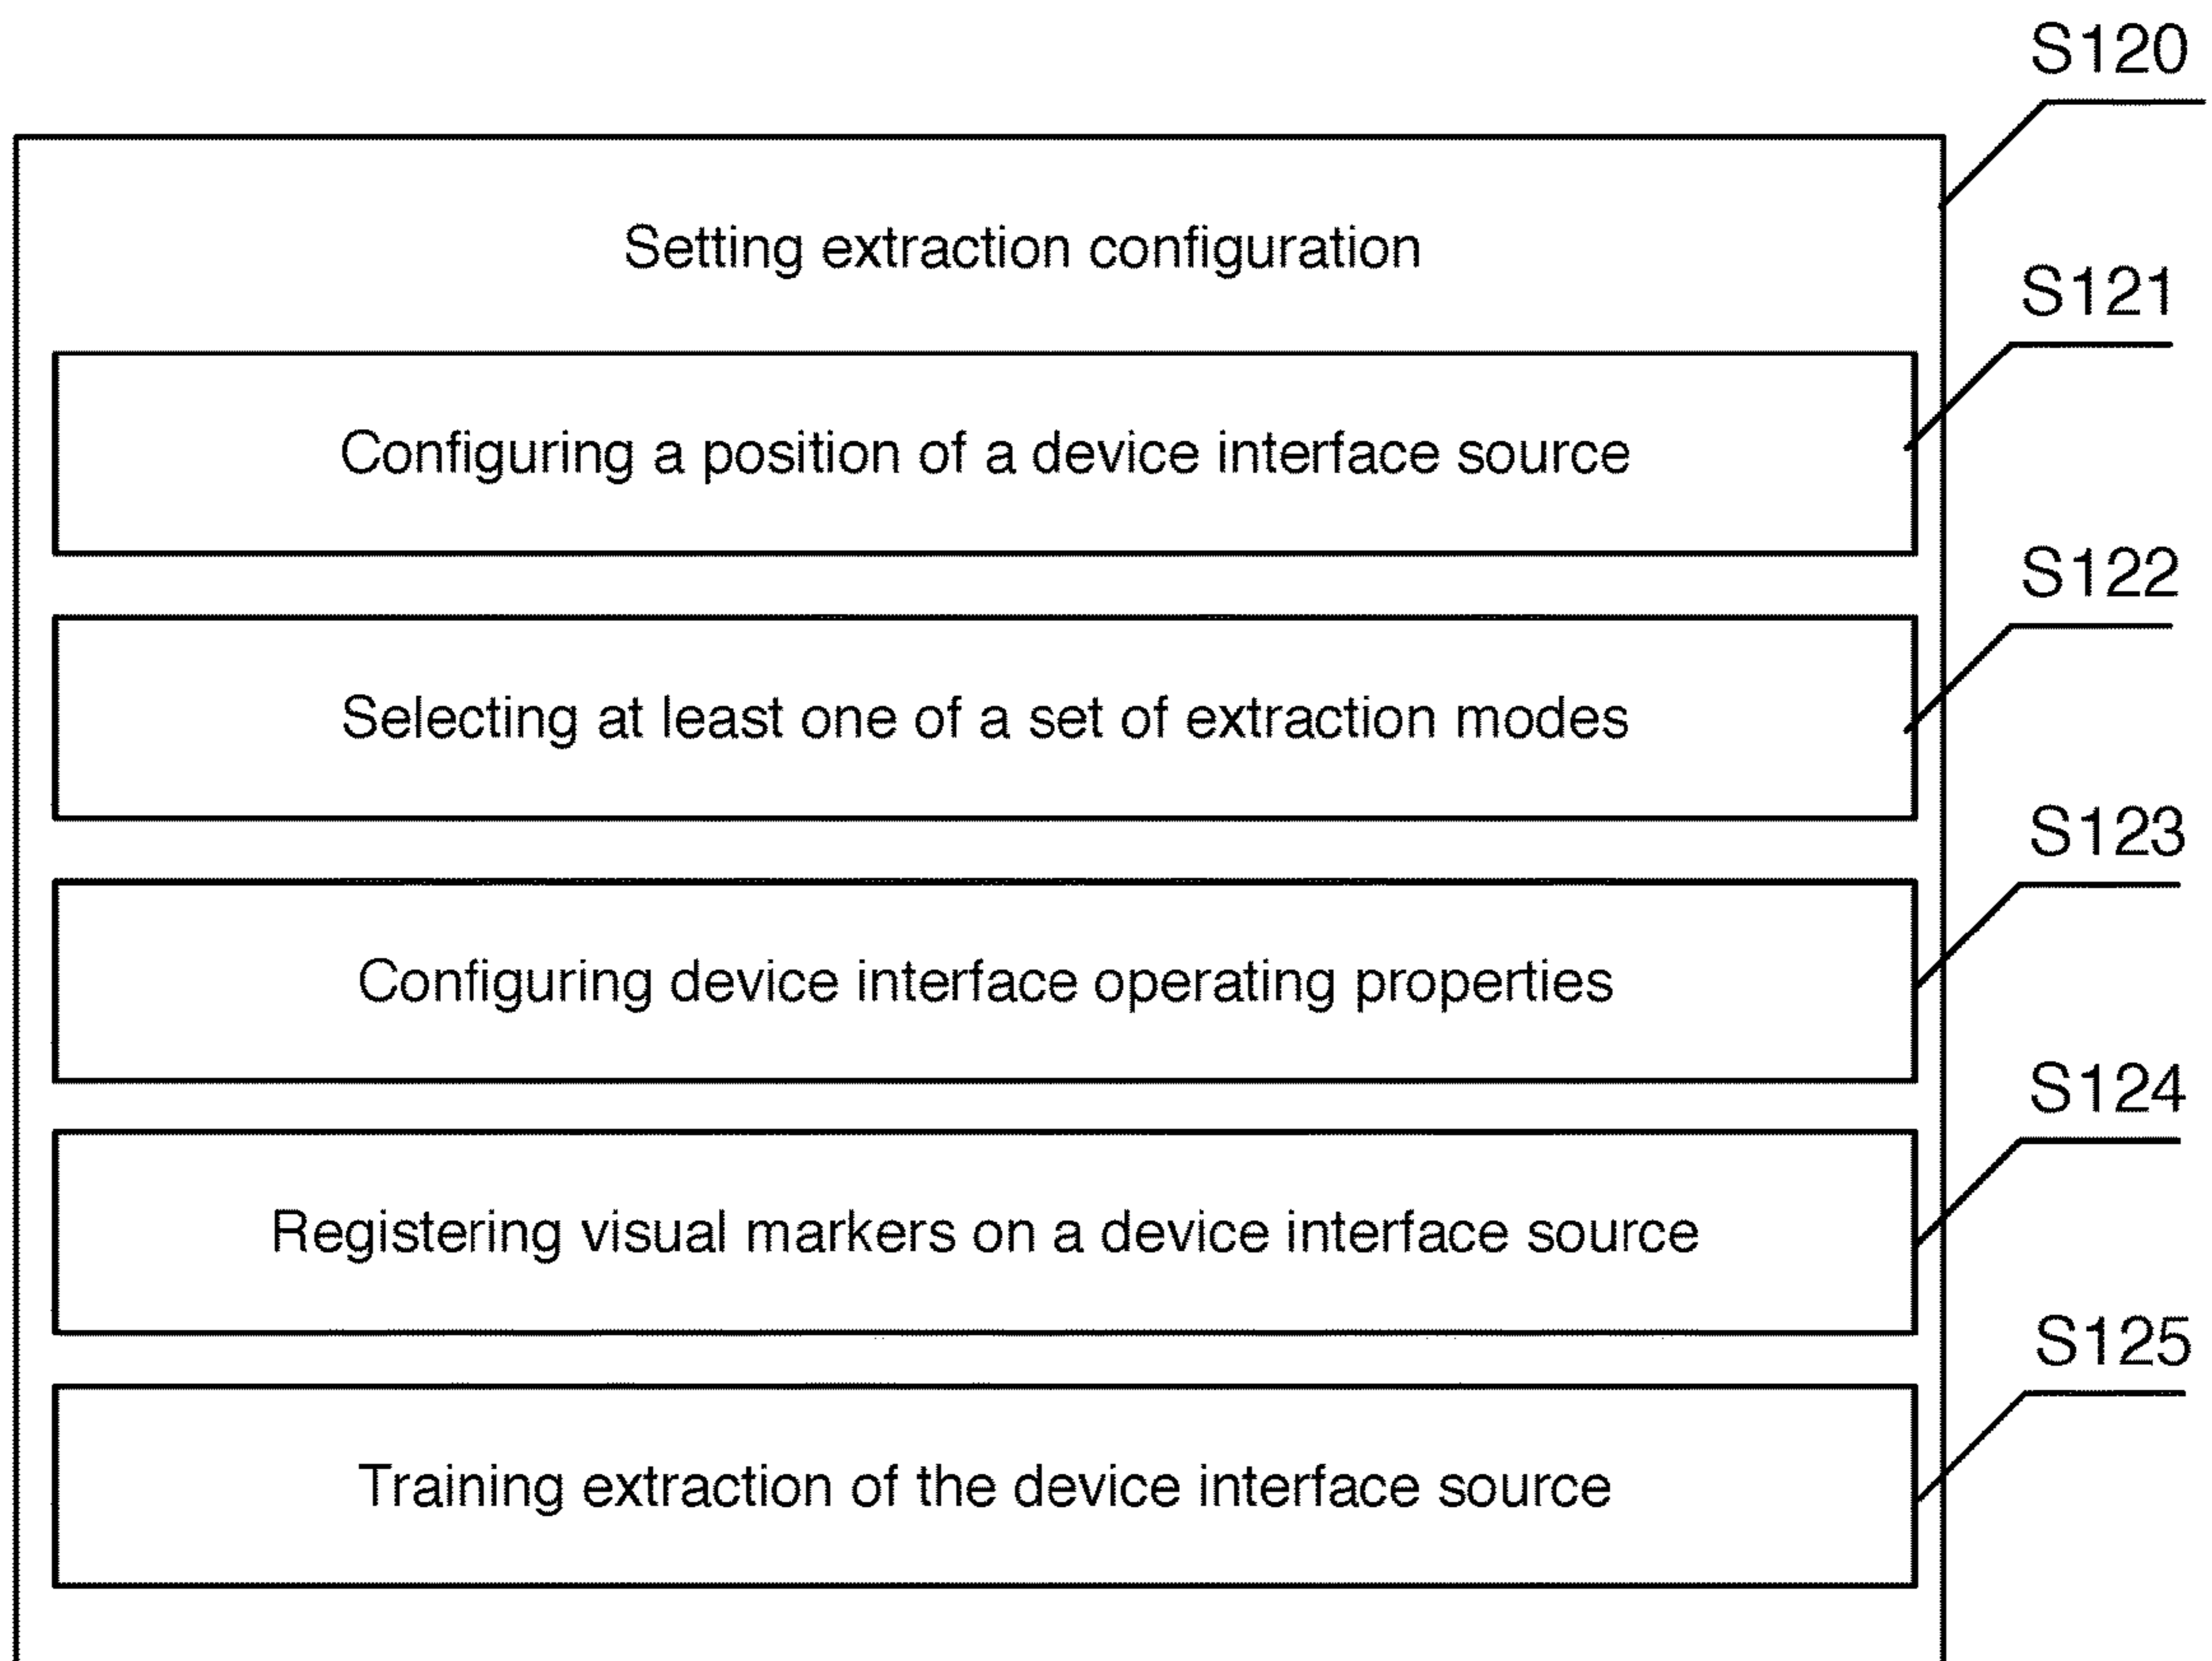 S120
Setting extraction configuration
S121
Configuring a position of a device interface source
S122
Selecting at least one of a set of extraction modes
S123
Configuring device interface operating properties
S124
Registering visual markers on a device interface source
S125
Training extraction of the device interface source